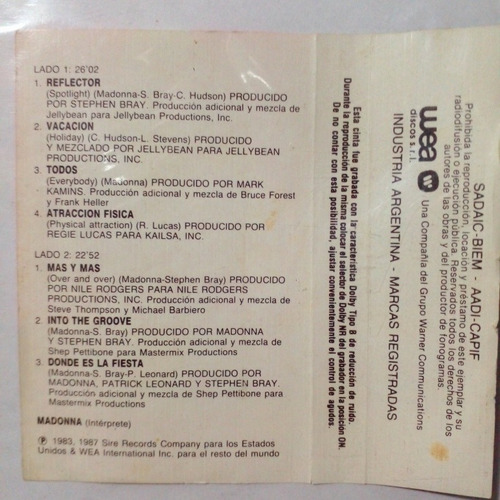 LADO 1: 26'02
1. REFLECTOR
(Spotlight) (Madonna-S. Bray-C. Hudson) PRODUCIDO
POR STEPHEN BRAY. Producción adicional y mezcla de
Jellybean para Jellybean Productions, Inc.
2. VACACION
(Holiday) (C. Hudson-L. Stevens) PRODUCIDO
Y MEZCLADO POR JELLYBEAN PARA JELLYBEAN
PRODUCTIONS, INC.
3. TODOS
(Everybody) (Madonna) PRODUCIDO POR MARK
KAMINS. Producción adicional y mezcla de Bruce Forest
y Frank Heller
4. ATRACCION FISICA
(Physical attraction) (R. Lucas) PRODUCIDO POR
REGIE LUCAS PARA KAILSA, INC.
LADO 2: 22'52
1. MAS Y MAS
(Over and over) (Madonna-Stephen Bray) PRODUCIDO
POR NILE RODGERS PARA NILE RODGERS
PRODUCTIONS, INC. Producción adicional y mezcla de
Steve Thompson y Michael Barbiero
2. INTO THE GROOVE
(Madonna-S. Bray) PRODUCIDO POR MADONNA
Y STEPHEN BRAY. Producción adicional y mezcla de
Shep Pettibone para Mastermix Productions
3. DONDE ES LA FIESTA
(Madonna-S. Bray-P. Leonard) PRODUCIDO POR
MADONNA, PATRICK LEONARD Y STEPHEN BRAY.
Producción adicional y mezcla de Shep Pettibone para
Mastermix Productions
MADONNA (Intérprete)
℗ 1983, 1987 Sire Records Company para los Estados
Unidos & WEA International Inc. para el resto del mundo
Esta cinta fue grabada con la característica Dolby Tipo B de reducción de ruido.
Durante la reproducción de la misma colocar el selector de Dolby NR del grabador en la posición ON.
De no contar con esta posibilidad, ajustar convenientemente el control de agudos.
SADAIC-BIEM - AADI-CAPIF
Prohibida la reproducción, locación y préstamo de este ejemplar y su
radiodifusión o ejecución pública. Reservados todos los derechos de los
autores de las obras y del productor de fonogramas.
wea
discos s.r.l.
Una Compañía del Grupo Warner Communications
INDUSTRIA ARGENTINA - MARCAS REGISTRADAS